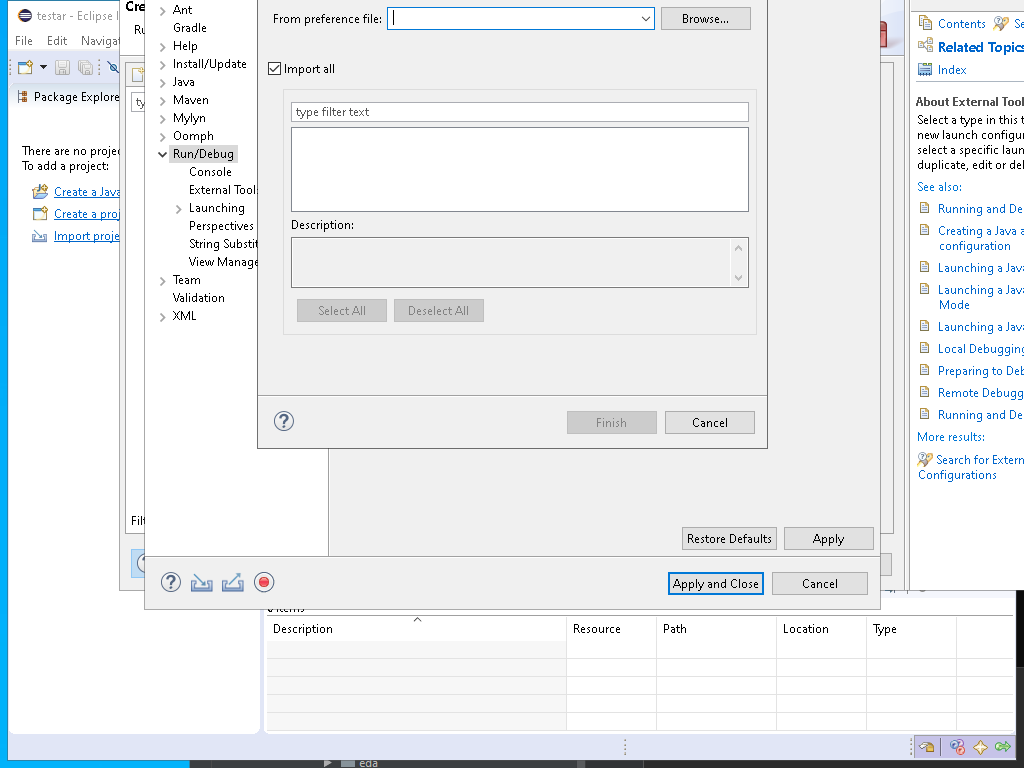 testar - Eclipse
File Edit Navigat
Package Explore
There are no projec
To add a project:
Create a Java
Create a proj
Import proje
Cre
Ru
ty
Filt
Ant
Gradle
Help
Install/Update
Java
Maven
Mylyn
Oomph
Run/Debug
Console
External Tools
Launching
Perspectives
String Substit
View Manage
Team
Validation
XML
From preference file:
Browse...
Import all
type filter text
Description:
Select All Deselect All
Finish Cancel
Restore Defaults Apply
Apply and Close Cancel
Contents Se
Related Topics
Index
About External Tool
Select a type in this t
new launch configur
select a specific laun
duplicate, edit or del
See also:
Running and De
Creating a Java a
configuration
Launching a Java
Launching a Java
Mode
Launching a Java
Local Debugging
Preparing to Deb
Remote Debugg
Running and De
More results:
Search for Extern
Configurations
0 items
Description Resource Path Location Type
eda